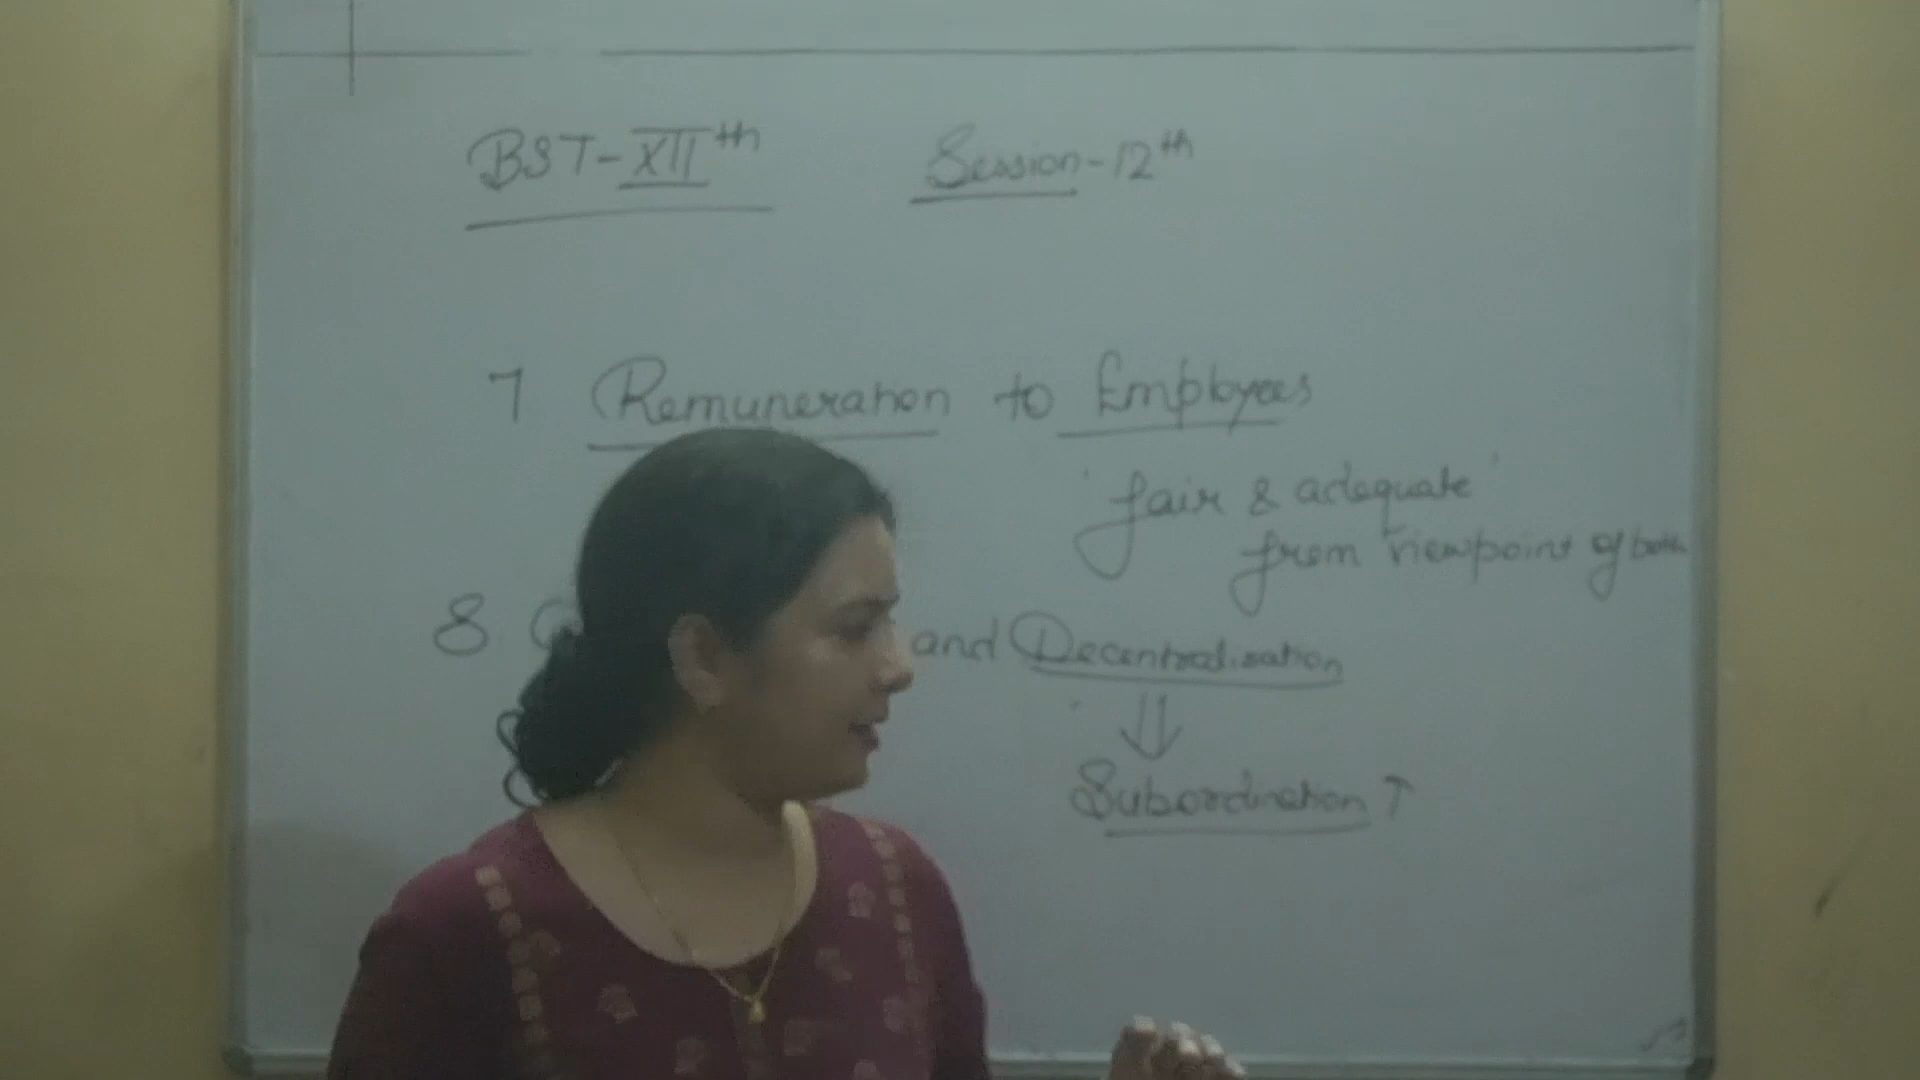 BST-XIIth Session-12th
7 Remuneration to Employees
'fair & adequate'
from viewpoint of both
8 and Decentralisation
⇓
Subordination ↑